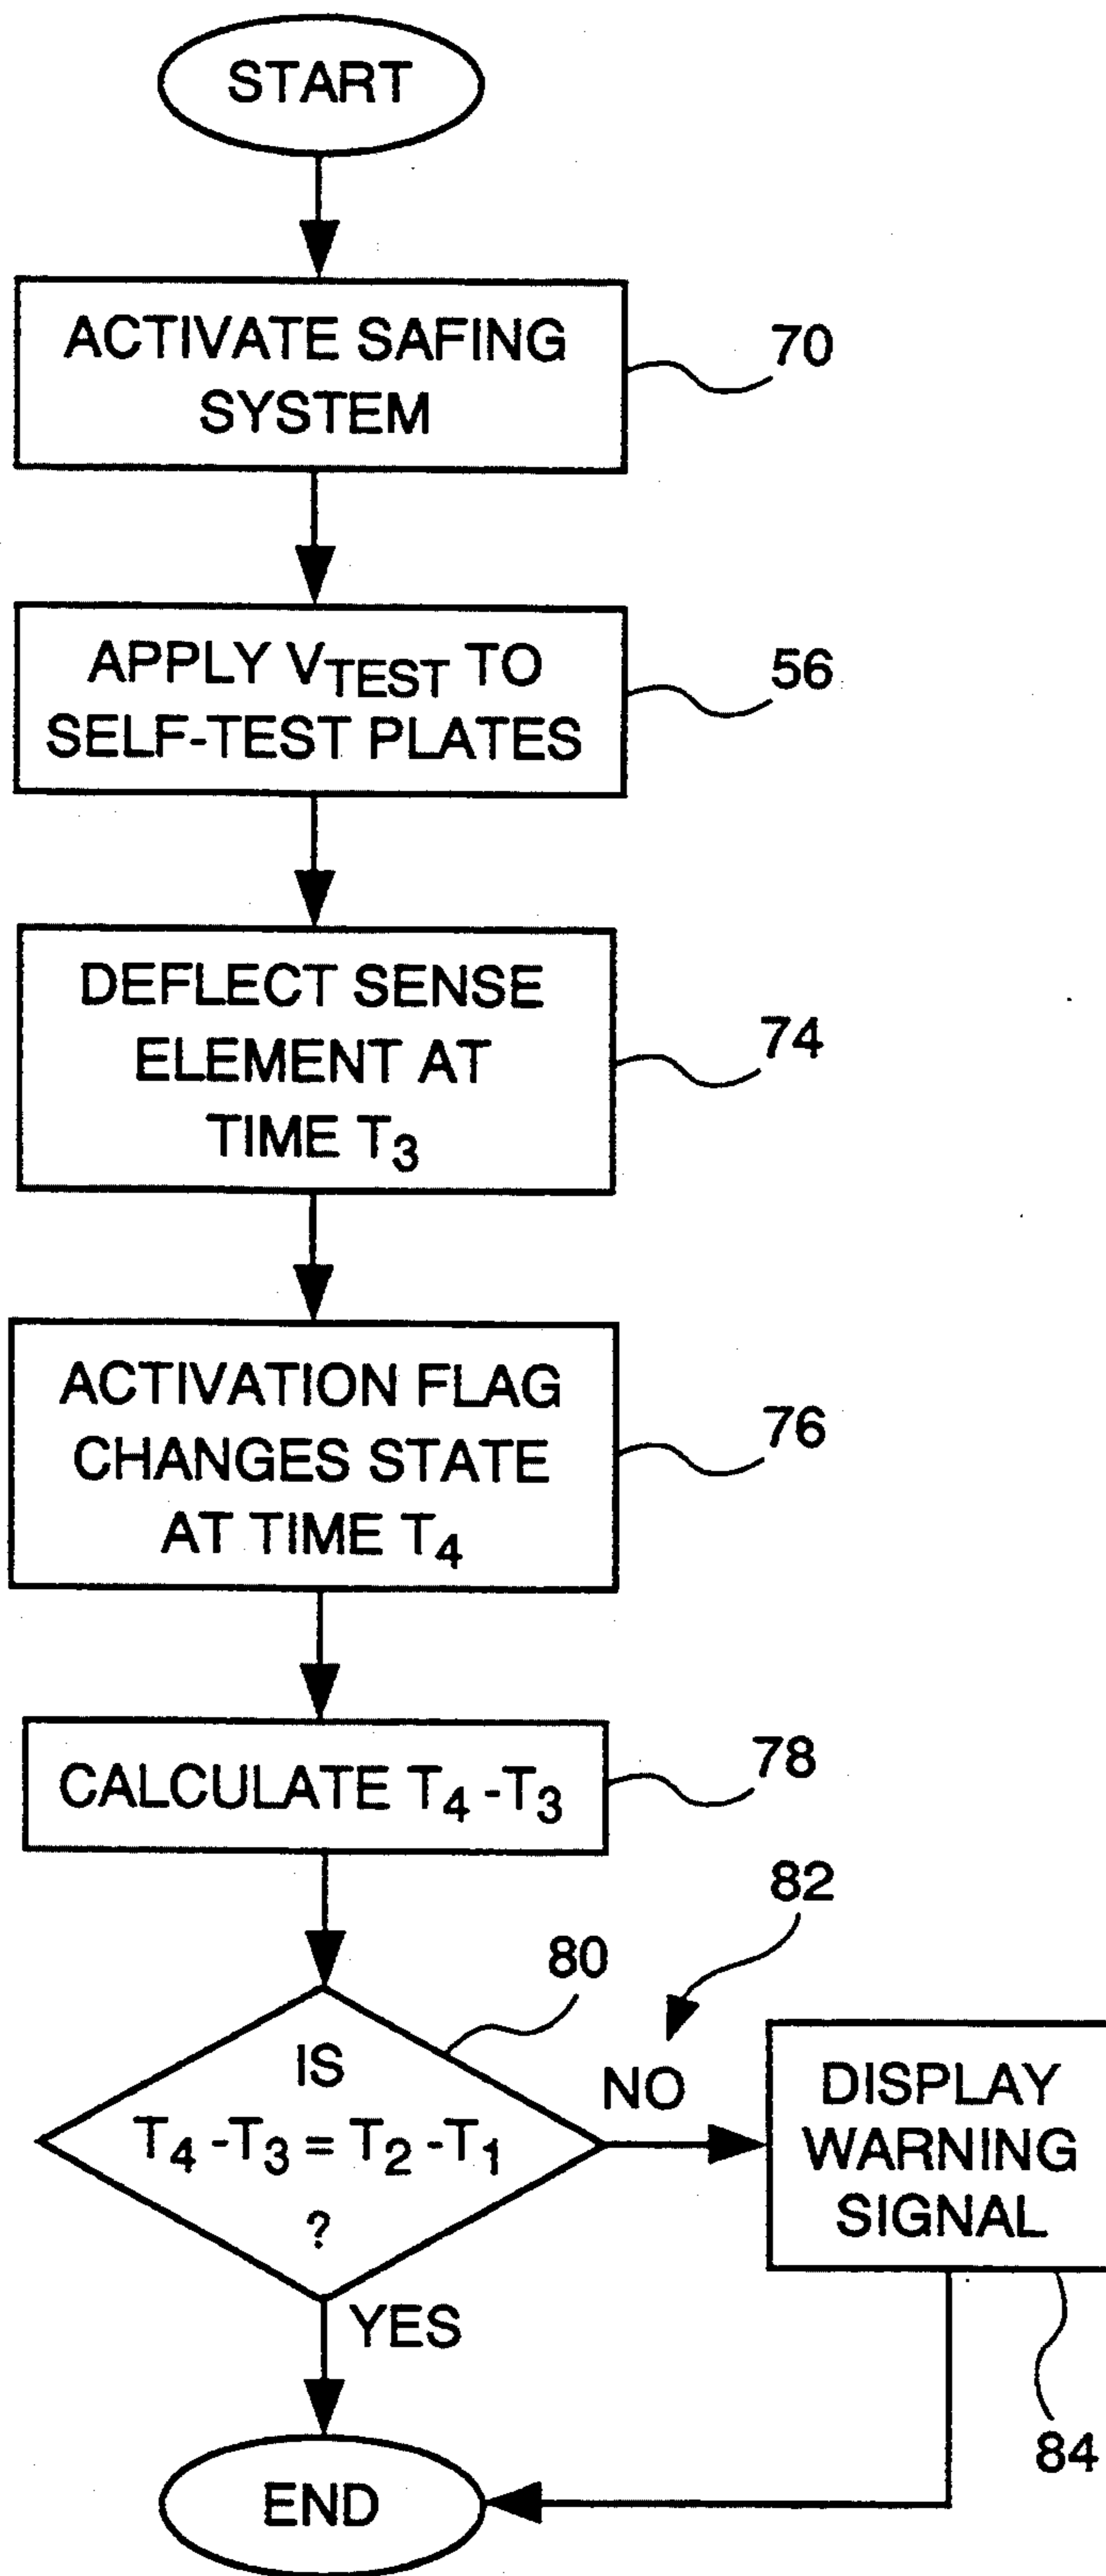 START
ACTIVATE SAFING
SYSTEM
70
APPLY V_TEST TO
SELF-TEST PLATES
56
DEFLECT SENSE
ELEMENT AT
TIME T₃
74
ACTIVATION FLAG
CHANGES STATE
AT TIME T₄
76
CALCULATE T₄ -T₃
78
80
82
IS
T₄ -T₃ = T₂ -T₁
?
NO
DISPLAY
WARNING
SIGNAL
84
YES
END